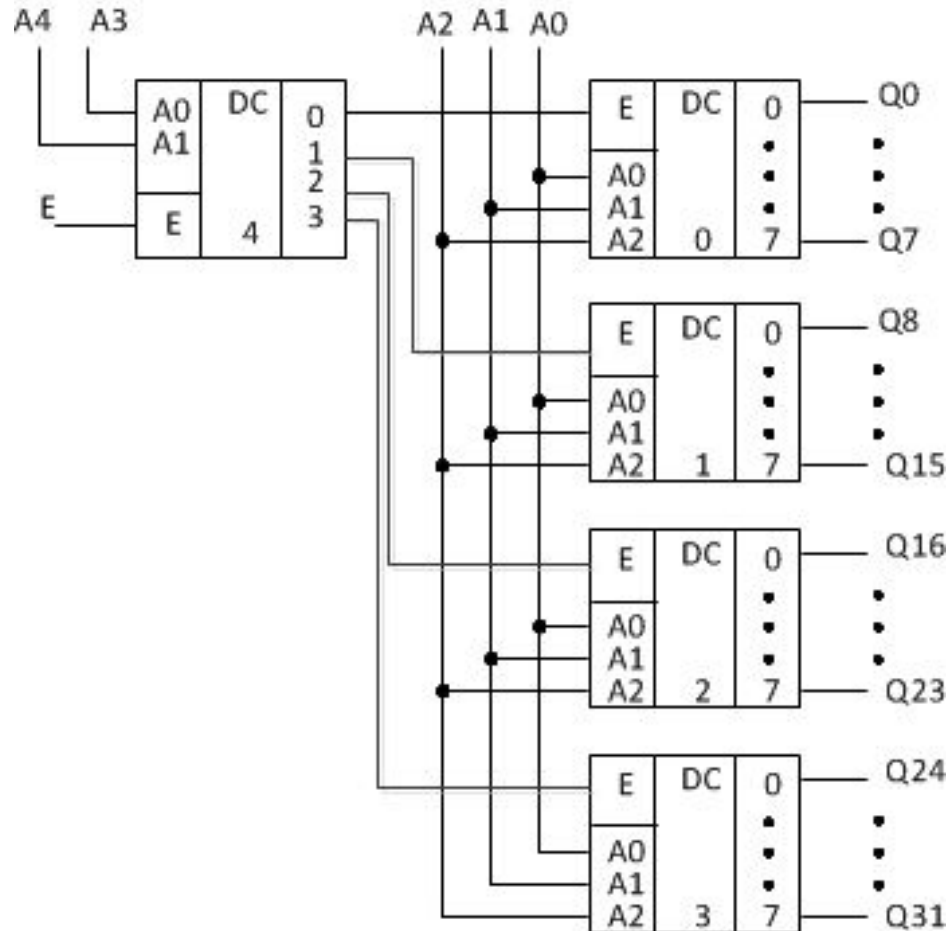 A4 A3 A2 A1 A0
A0 DC 0
A1 1
2
E E 4 3
E DC 0 Q0
A0
A1
A2 0 7 Q7
E DC 0 Q8
A0
A1
A2 1 7 Q15
E DC 0 Q16
A0
A1
A2 2 7 Q23
E DC 0 Q24
A0
A1
A2 3 7 Q31